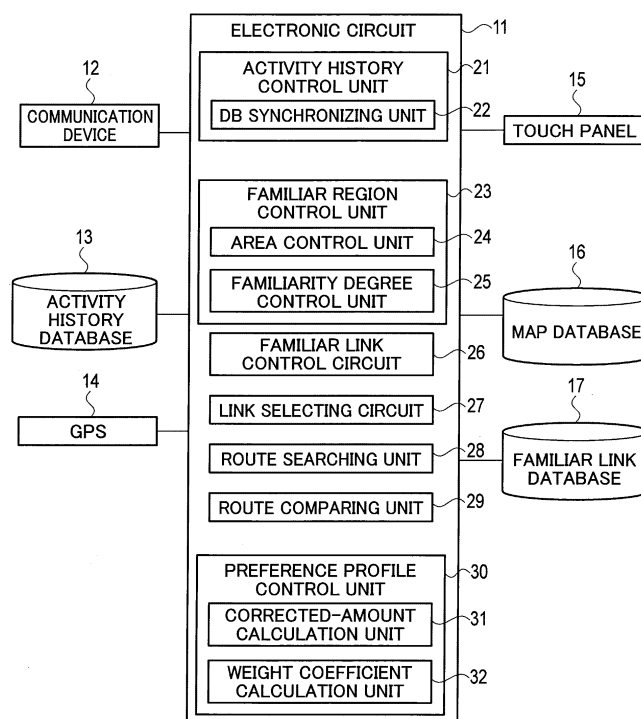 ELECTRONIC CIRCUIT
11
ACTIVITY HISTORY
CONTROL UNIT
21
DB SYNCHRONIZING UNIT
22
12
COMMUNICATION
DEVICE
15
TOUCH PANEL
FAMILIAR REGION
CONTROL UNIT
23
AREA CONTROL UNIT
24
FAMILIARITY DEGREE
CONTROL UNIT
25
13
ACTIVITY
HISTORY
DATABASE
16
MAP DATABASE
FAMILIAR LINK
CONTROL CIRCUIT
26
14
GPS
LINK SELECTING CIRCUIT
27
17
FAMILIAR LINK
DATABASE
ROUTE SEARCHING UNIT
28
ROUTE COMPARING UNIT
29
PREFERENCE PROFILE
CONTROL UNIT
30
CORRECTED-AMOUNT
CALCULATION UNIT
31
WEIGHT COEFFICIENT
CALCULATION UNIT
32